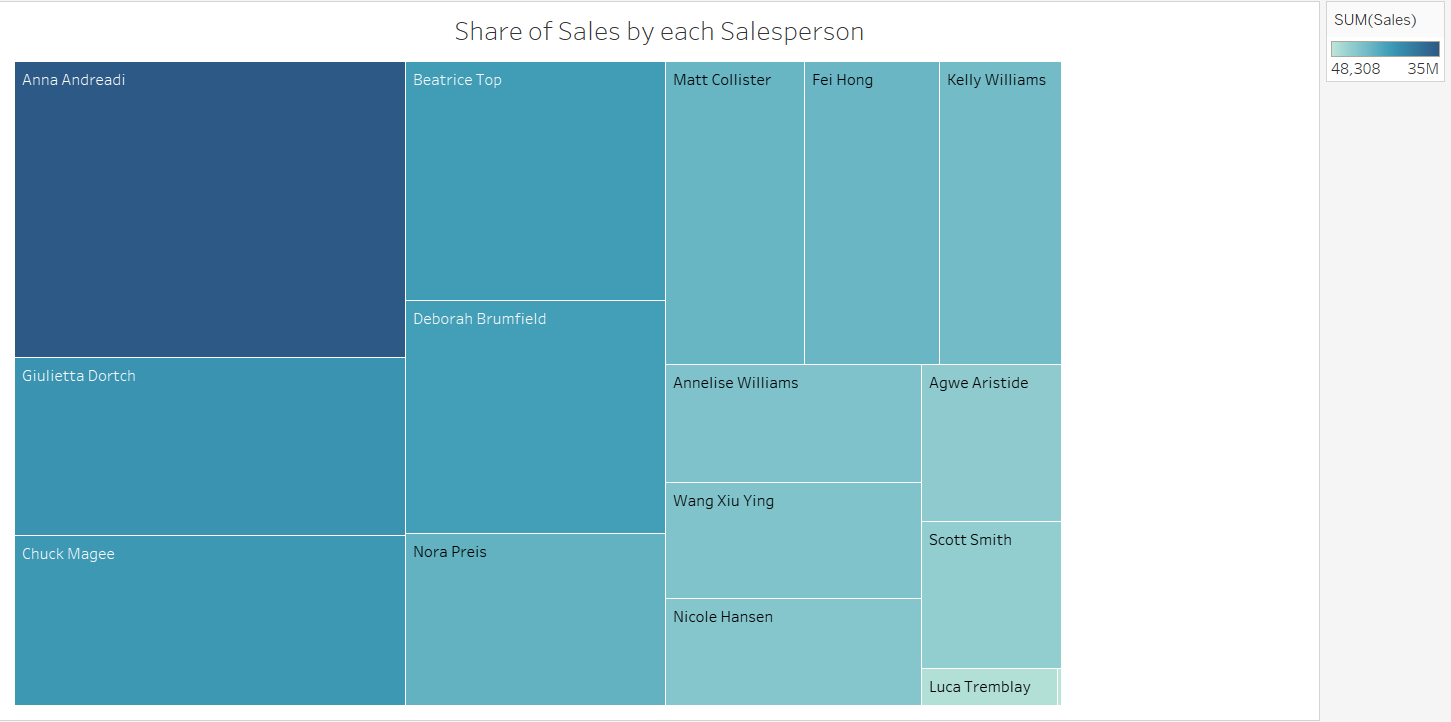 Share of Sales by each Salesperson
SUM(Sales)
48,308 35M
Anna Andreadi
Giulietta Dortch
Chuck Magee
Beatrice Top
Deborah Brumfield
Nora Preis
Matt Collister
Fei Hong
Kelly Williams
Annelise Williams
Wang Xiu Ying
Nicole Hansen
Agwe Aristide
Scott Smith
Luca Tremblay